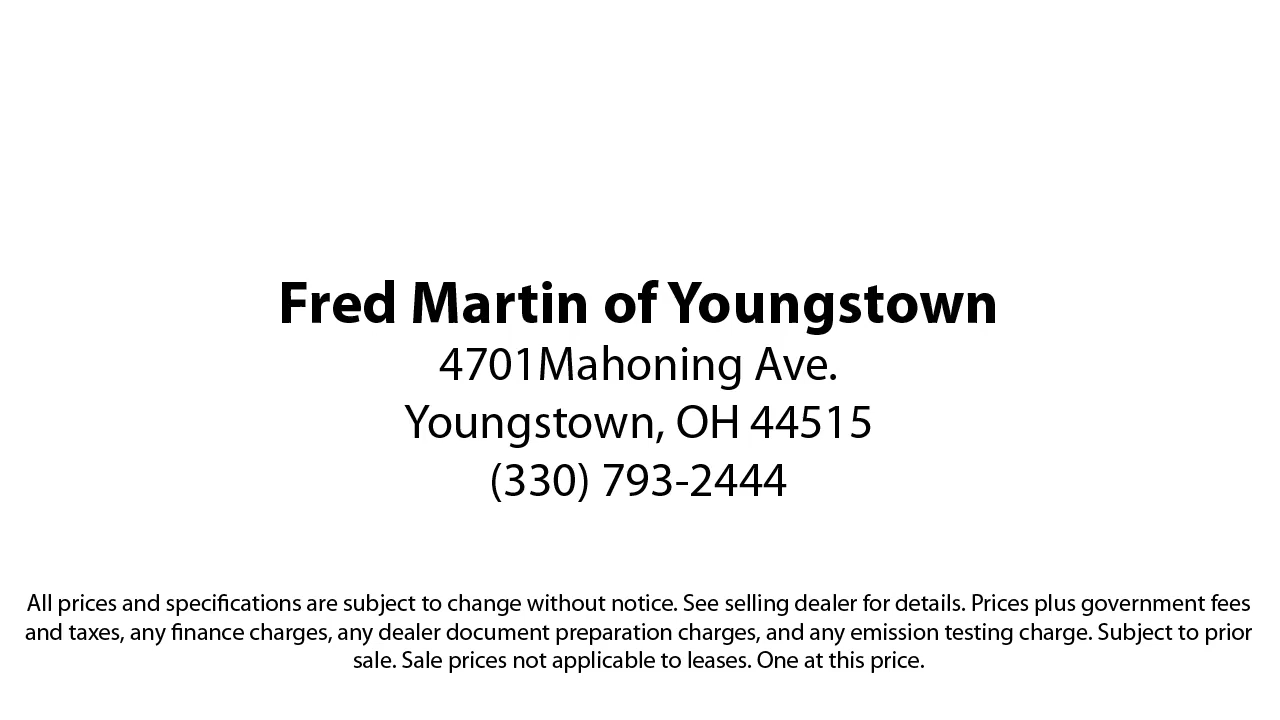 Fred Martin of Youngstown
4701Mahoning Ave.
Youngstown, OH 44515
(330) 793-2444
All prices and specifications are subject to change without notice. See selling dealer for details. Prices plus government fees
and taxes, any finance charges, any dealer document preparation charges, and any emission testing charge. Subject to prior
sale. Sale prices not applicable to leases. One at this price.